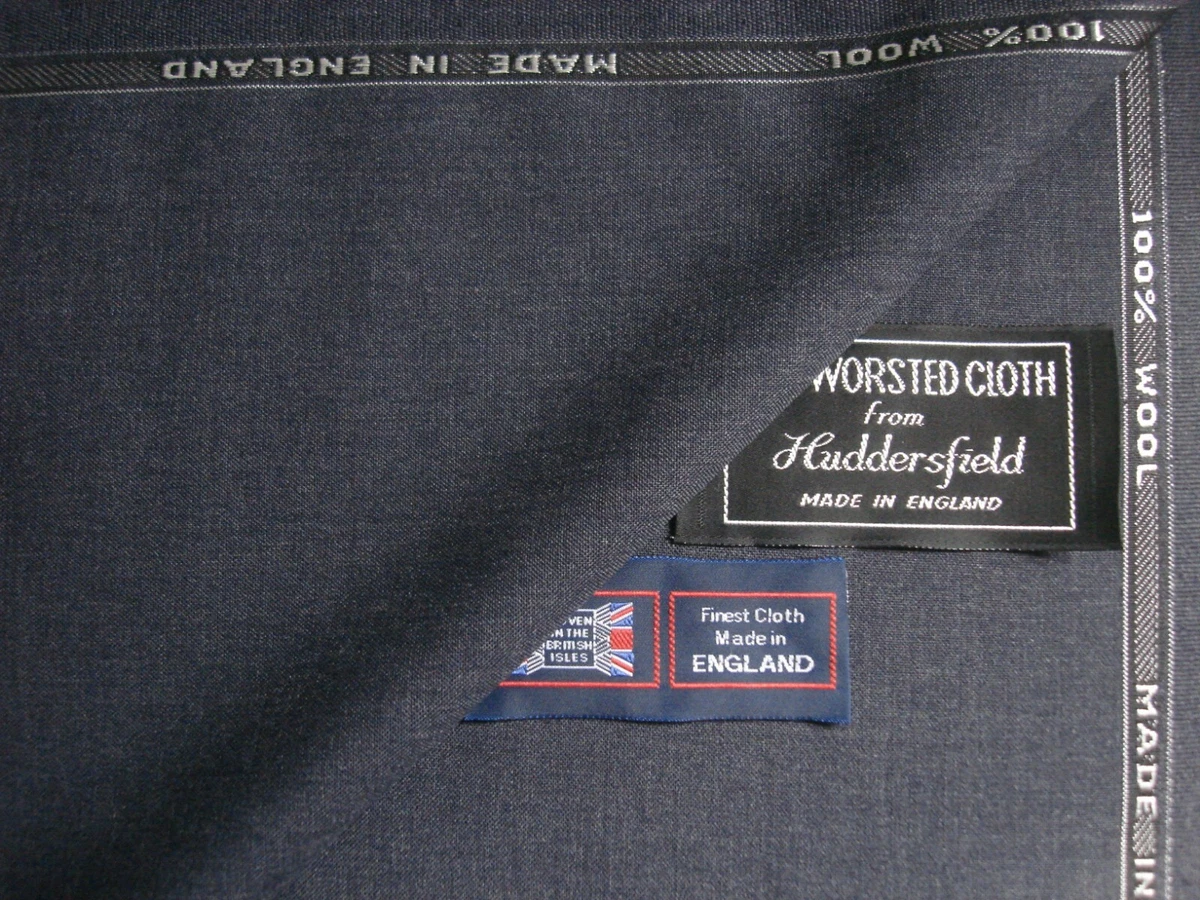 100% WOOL MADE IN ENGLAND
100% WOOL MADE IN
WORSTED CLOTH
from
Huddersfield
MADE IN ENGLAND
IN THE
BRITISH
ISLES
Finest Cloth
Made in
ENGLAND